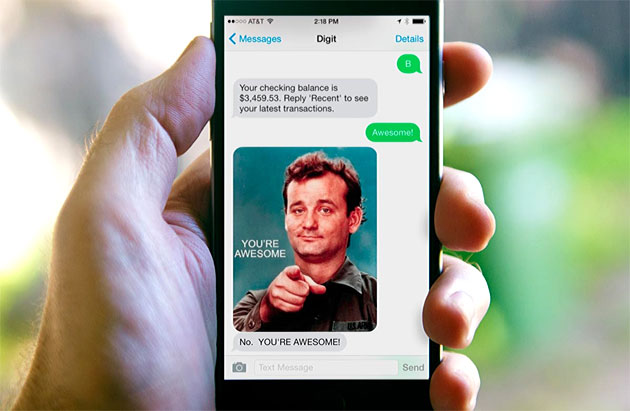 AT&T 2:18 PM
Messages Digit Details
B
Your checking balance is
$3,459.53. Reply 'Recent' to see
your latest transactions.
Awesome!
YOU'RE
AWESOME
U.S. ARMY
No. YOU'RE AWESOME!
Text Message Send